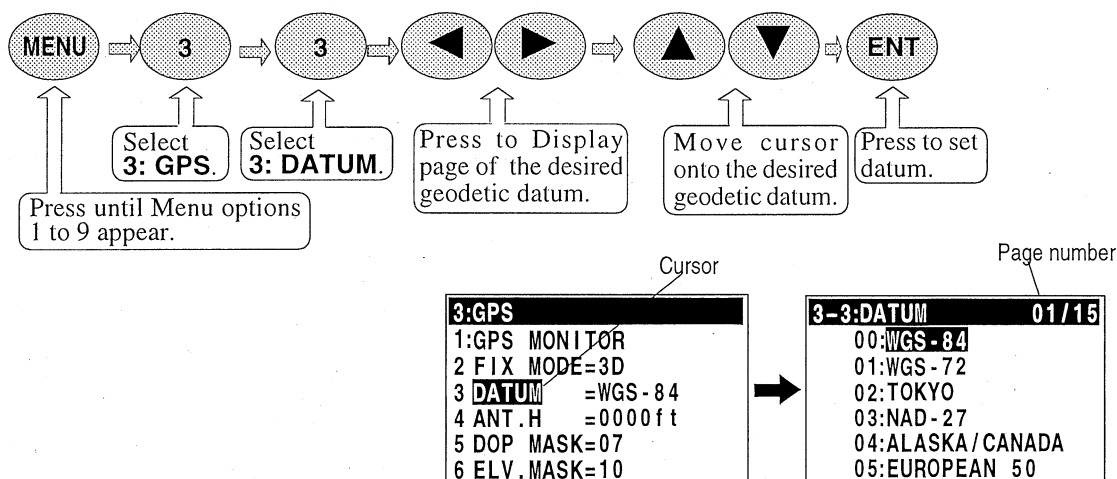 MENU
3
3
ENT
Select
3: GPS.
Select
3: DATUM.
Press to Display
page of the desired
geodetic datum.
Move cursor
onto the desired
geodetic datum.
Press to set
datum.
Press until Menu options
1 to 9 appear.
Cursor
Page number
3:GPS
1:GPS MONITOR
2 FIX MODE=3D
3 DATUM =WGS-84
4 ANT.H =0000ft
5 DOP MASK=07
6 ELV.MASK=10
3-3:DATUM 01/15
00:WGS-84
01:WGS-72
02:TOKYO
03:NAD-27
04:ALASKA/CANADA
05:EUROPEAN 50